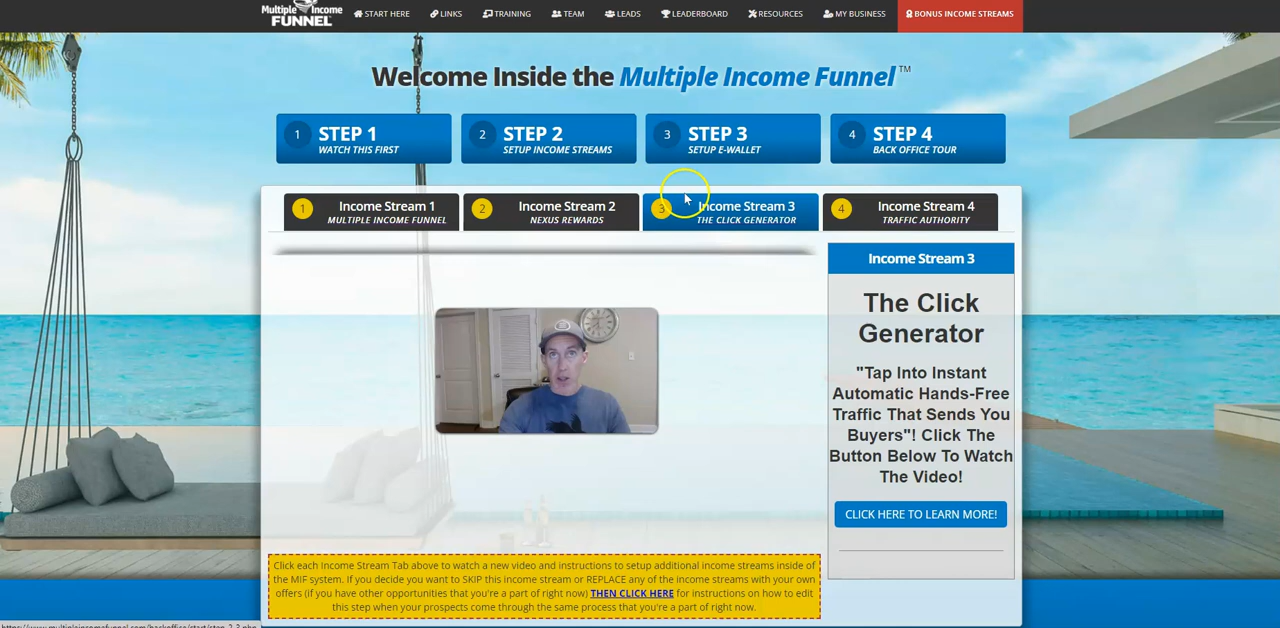 Multiple Income
FUNNEL
START HERE
LINKS
TRAINING
TEAM
LEADS
LEADERBOARD
RESOURCES
MY BUSINESS
BONUS INCOME STREAMS
Welcome Inside the Multiple Income Funnel ™
1 STEP 1
WATCH THIS FIRST
2 STEP 2
SETUP INCOME STREAMS
3 STEP 3
SETUP E-WALLET
4 STEP 4
BACK OFFICE TOUR
1 Income Stream 1
MULTIPLE INCOME FUNNEL
2 Income Stream 2
NEXUS REWARDS
3 Income Stream 3
THE CLICK GENERATOR
4 Income Stream 4
TRAFFIC AUTHORITY
Income Stream 3
The Click
Generator
"Tap Into Instant
Automatic Hands-Free
Traffic That Sends You
Buyers"! Click The
Button Below To Watch
The Video!
CLICK HERE TO LEARN MORE!
Click each Income Stream Tab above to watch a new video and instructions to setup additional income streams inside of
the MIF system. If you decide you want to SKIP this income stream or REPLACE any of the income streams with your own
offers (if you have other opportunities that you're a part of right now) THEN CLICK HERE for instructions on how to edit
this step when your prospects come through the same process that you're a part of right now.